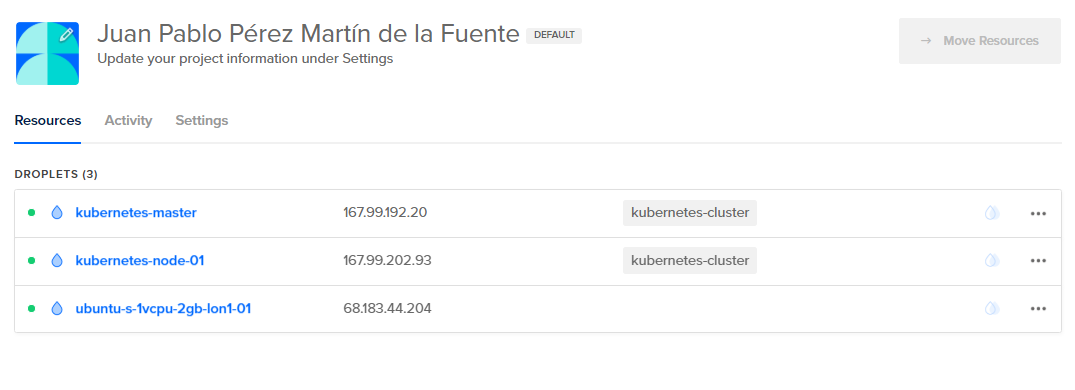 Juan Pablo Pérez Martín de la Fuente DEFAULT
Update your project information under Settings
→ Move Resources
Resources Activity Settings
DROPLETS (3)
kubernetes-master 167.99.192.20 kubernetes-cluster
kubernetes-node-01 167.99.202.93 kubernetes-cluster
ubuntu-s-1vcpu-2gb-lon1-01 68.183.44.204